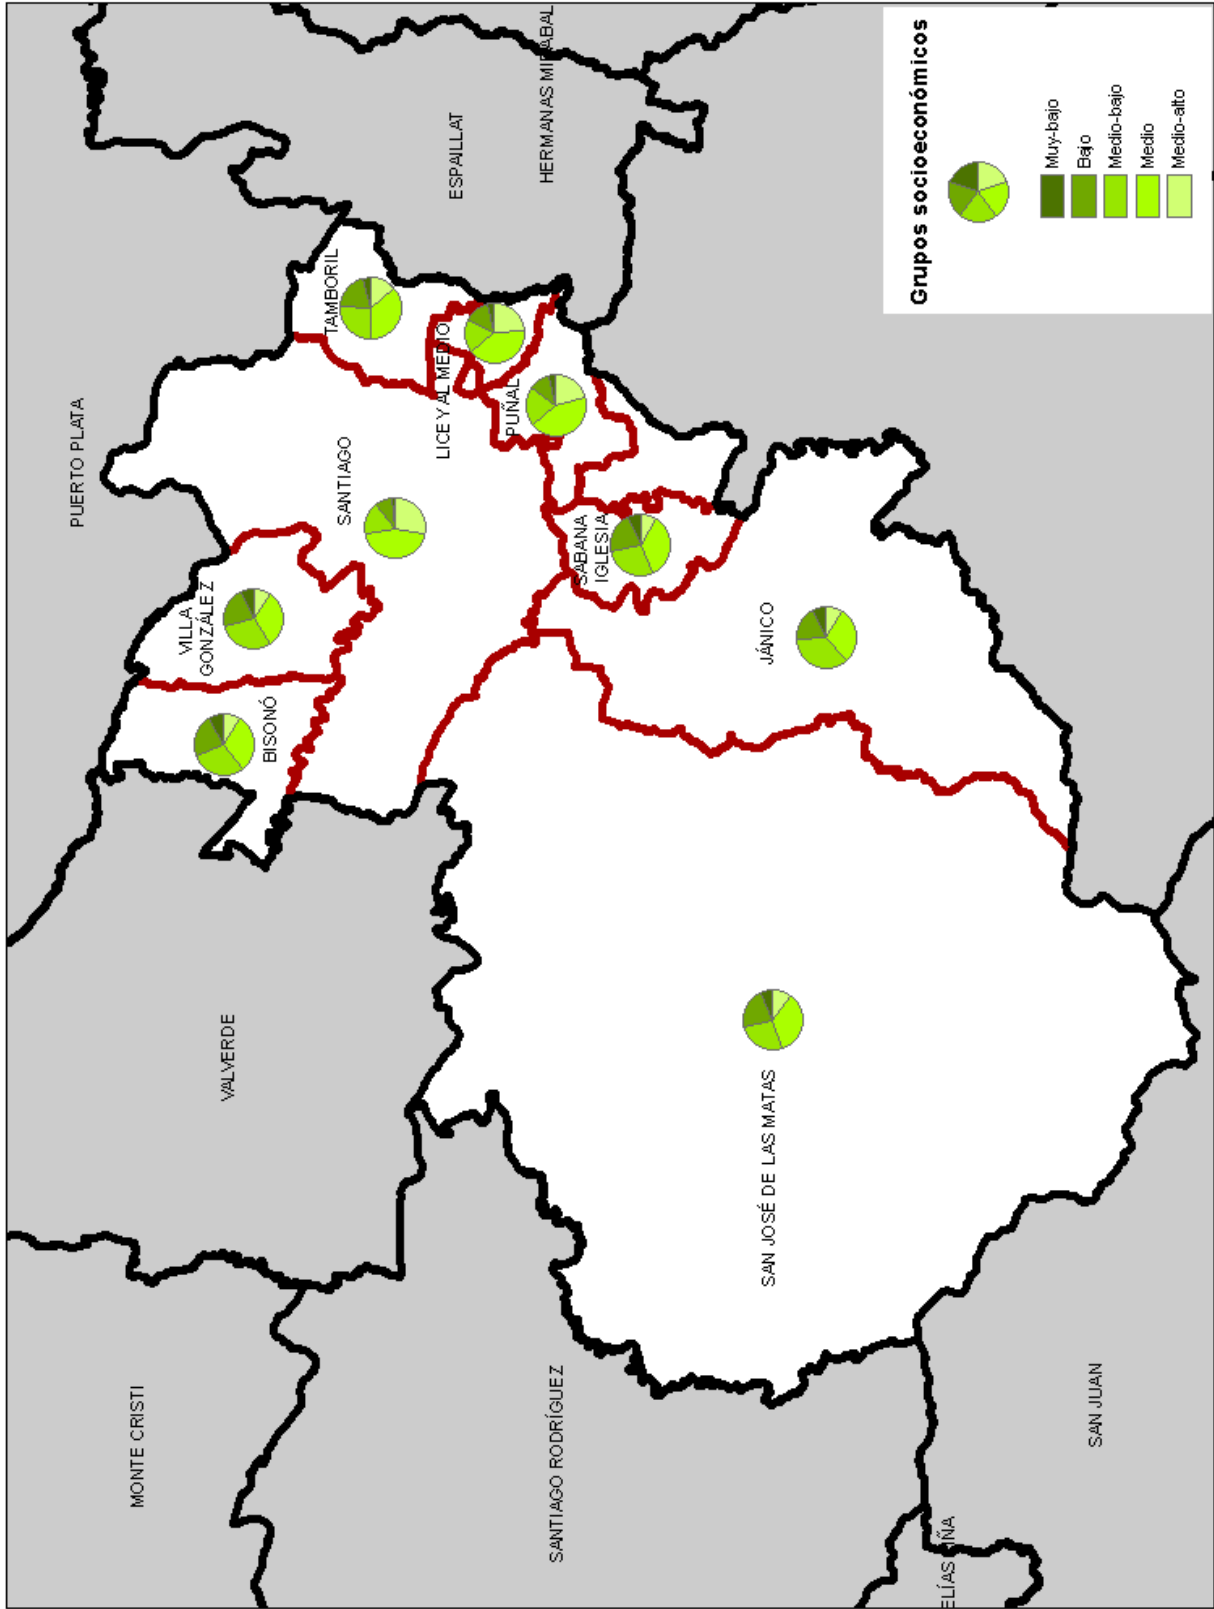 MONTE CRISTI
VALVERDE
PUERTO PLATA
SANTIAGO RODRÍGUEZ
BISONÓ
VILLA
GONZÁLEZ
SANTIAGO
TAMBORIL
LICEY AL MEDIO
PUÑAL
ESPAILLAT
HERMANAS MIRABAL
SABANA
IGLESIA
JÁNICO
SAN JOSÉ DE LAS MATAS
ELÍAS PIÑA
SAN JUAN
Grupos socioeconómicos
Muy-bajo
Bajo
Medio-bajo
Medio
Medio-alto